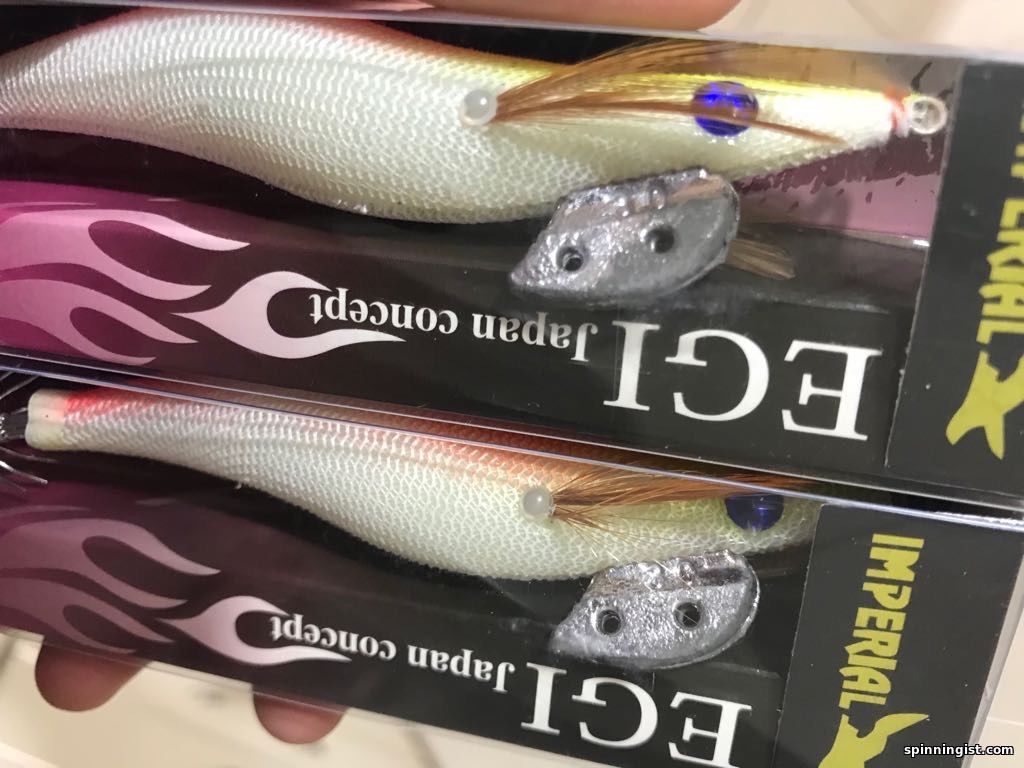 EGI Japan concept
IMPERIAL
EGI Japan concept
IMPERIAL
spinningist.com